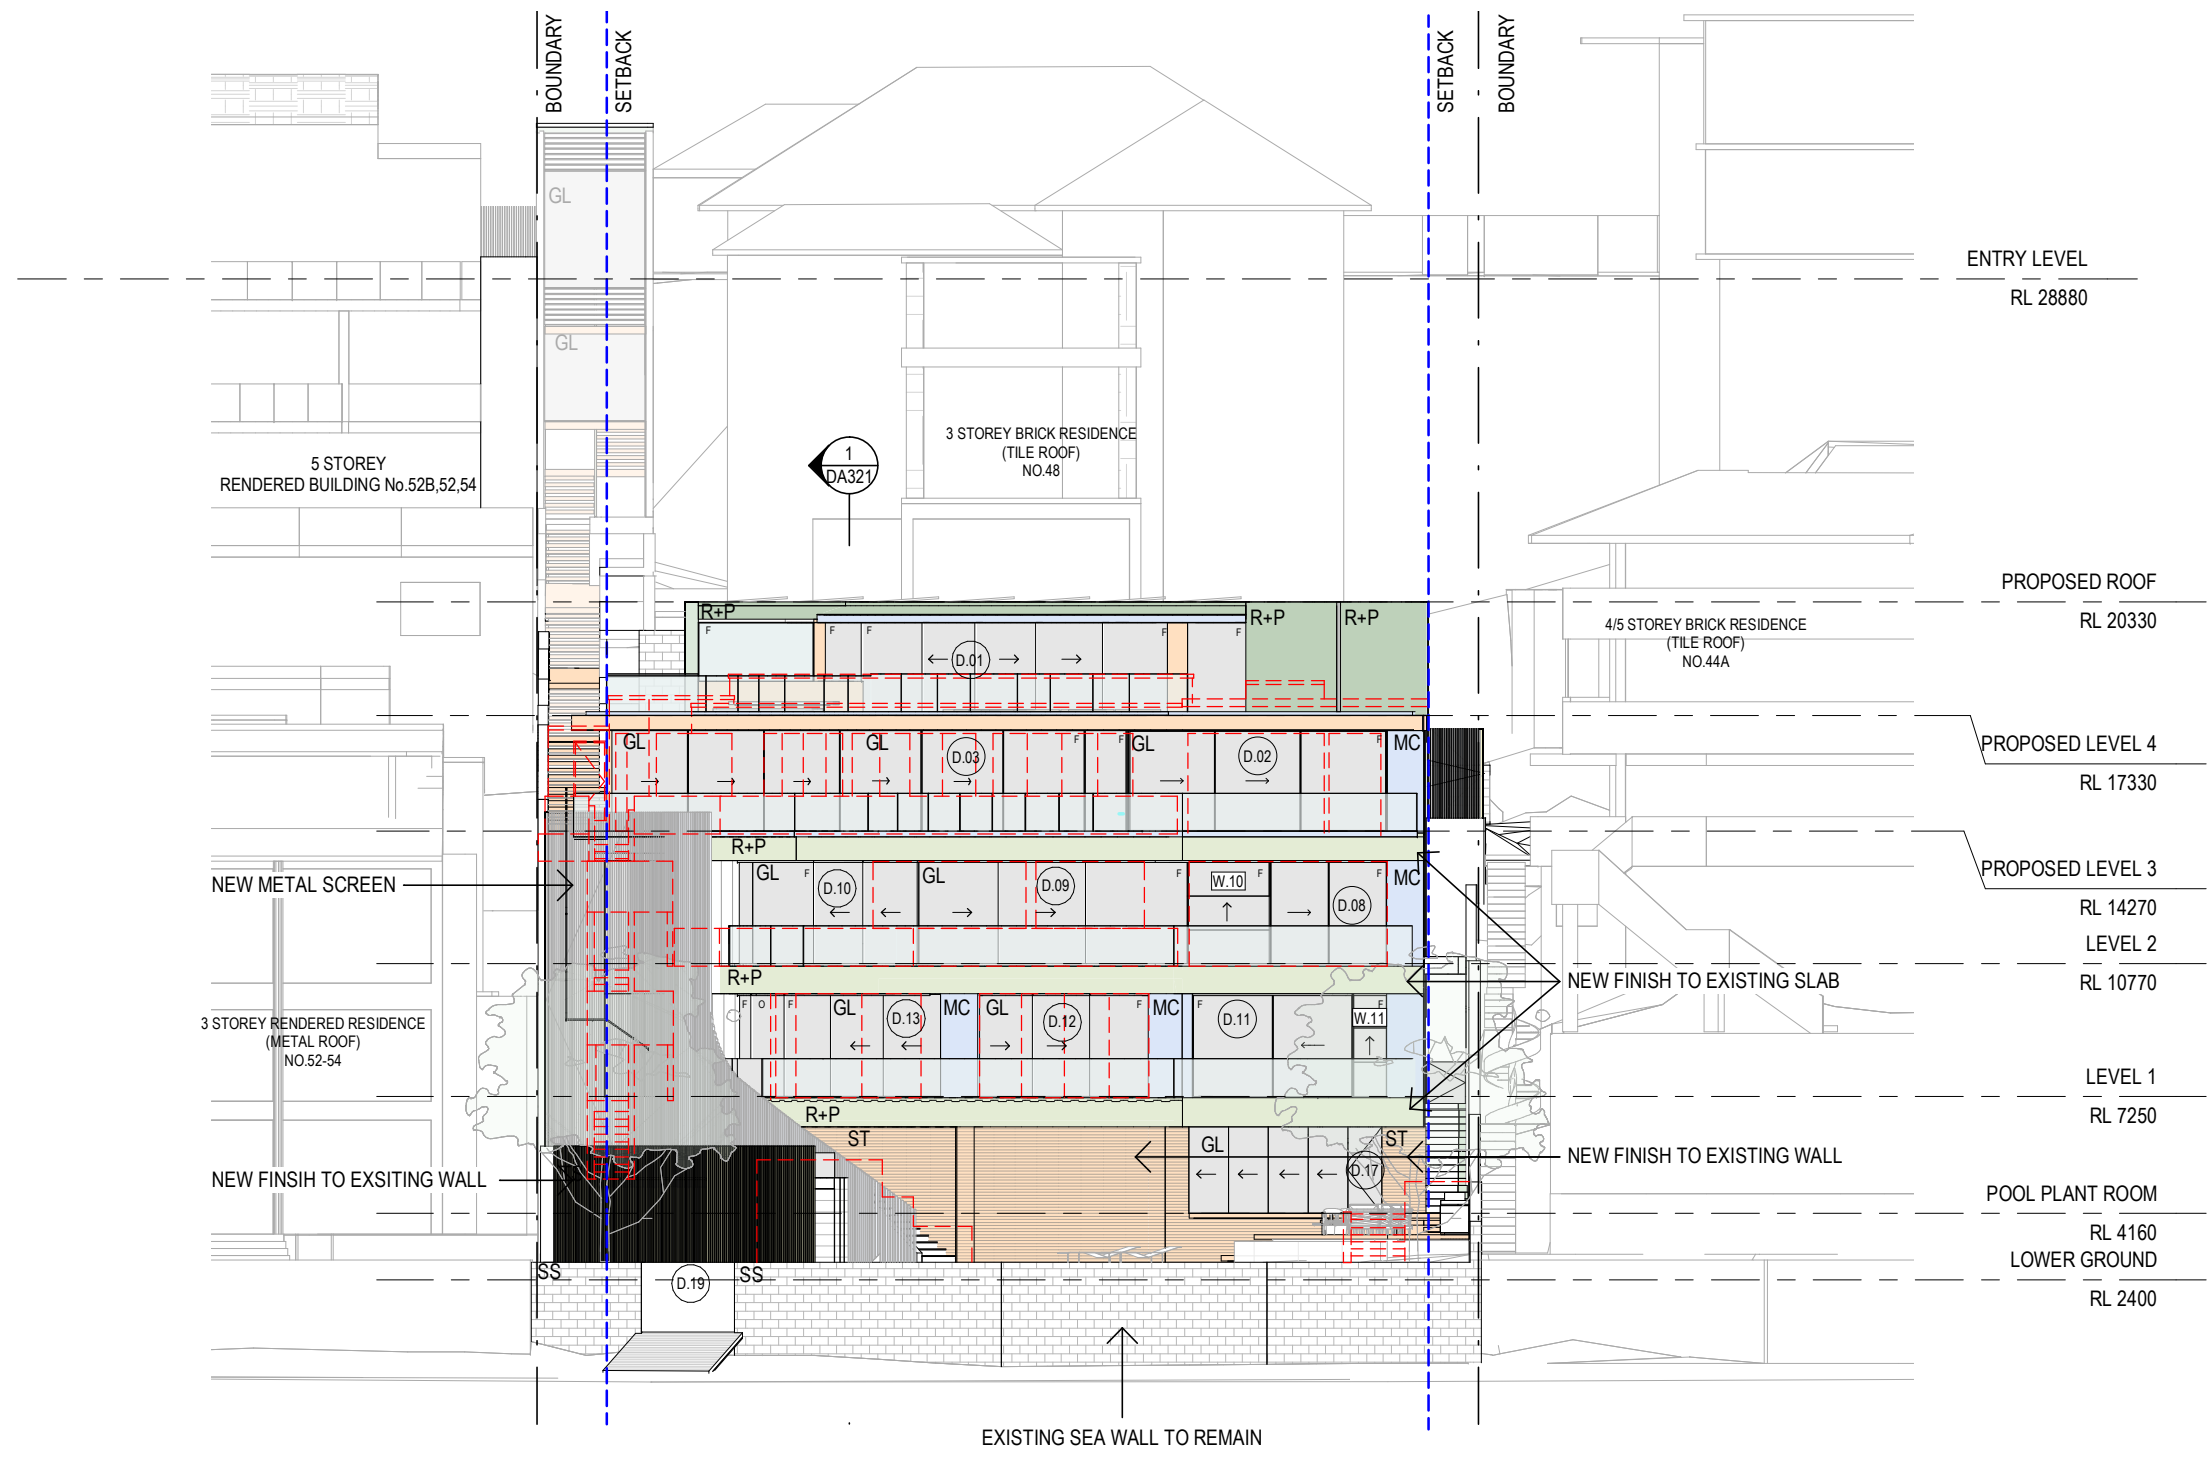 BOUNDARY
SETBACK
SETBACK
BOUNDARY
GL
ENTRY LEVEL
RL 28880
GL
5 STOREY
RENDERED BUILDING No.52B,52,54
1
DA321
3 STOREY BRICK RESIDENCE
(TILE ROOF)
NO.48
PROPOSED ROOF
RL 20330
4/5 STOREY BRICK RESIDENCE
(TILE ROOF)
NO.44A
R+P
R+P
R+P
F
F
F
F
F
D.01
PROPOSED LEVEL 4
RL 17330
GL
GL
D.03
F
F
GL
D.02
F
MC
PROPOSED LEVEL 3
RL 14270
R+P
NEW METAL SCREEN
GL
F
D.10
GL
D.09
F
W.10
F
D.08
F
MC
LEVEL 2
RL 10770
R+P
NEW FINISH TO EXISTING SLAB
F
O
F
GL
D.13
MC
GL
D.12
F
MC
D.11
F
W.11
3 STOREY RENDERED RESIDENCE
(METAL ROOF)
NO.52-54
LEVEL 1
RL 7250
R+P
ST
GL
ST
D.17
NEW FINISH TO EXISTING WALL
NEW FINSIH TO EXSITING WALL
POOL PLANT ROOM
RL 4160
LOWER GROUND
RL 2400
SS
D.19
SS
EXISTING SEA WALL TO REMAIN